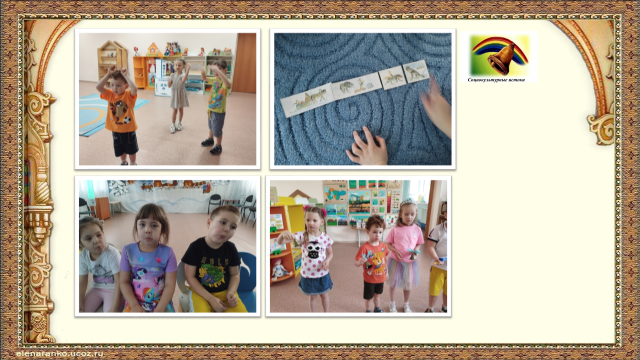 Социокультурные истоки
elenaranko.ucoz.ru